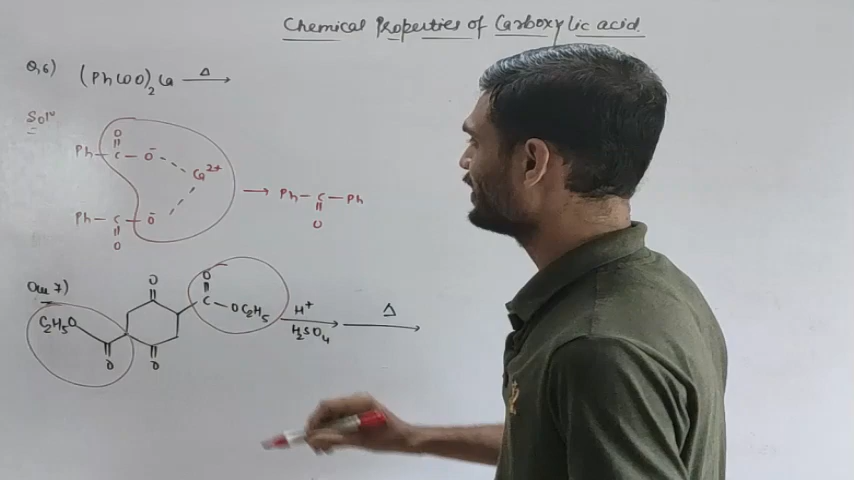 Chemical Properties of Carboxylic acid.
Q.6) (PhCOO)2Ca Δ
Soln
O
Ph-C-O- Ca2+
Ph-C-O-
O
Ph-C-Ph
O
Que 7)
O
O
C-OC2H5
C2H5O
O
O
H+
H2SO4
Δ